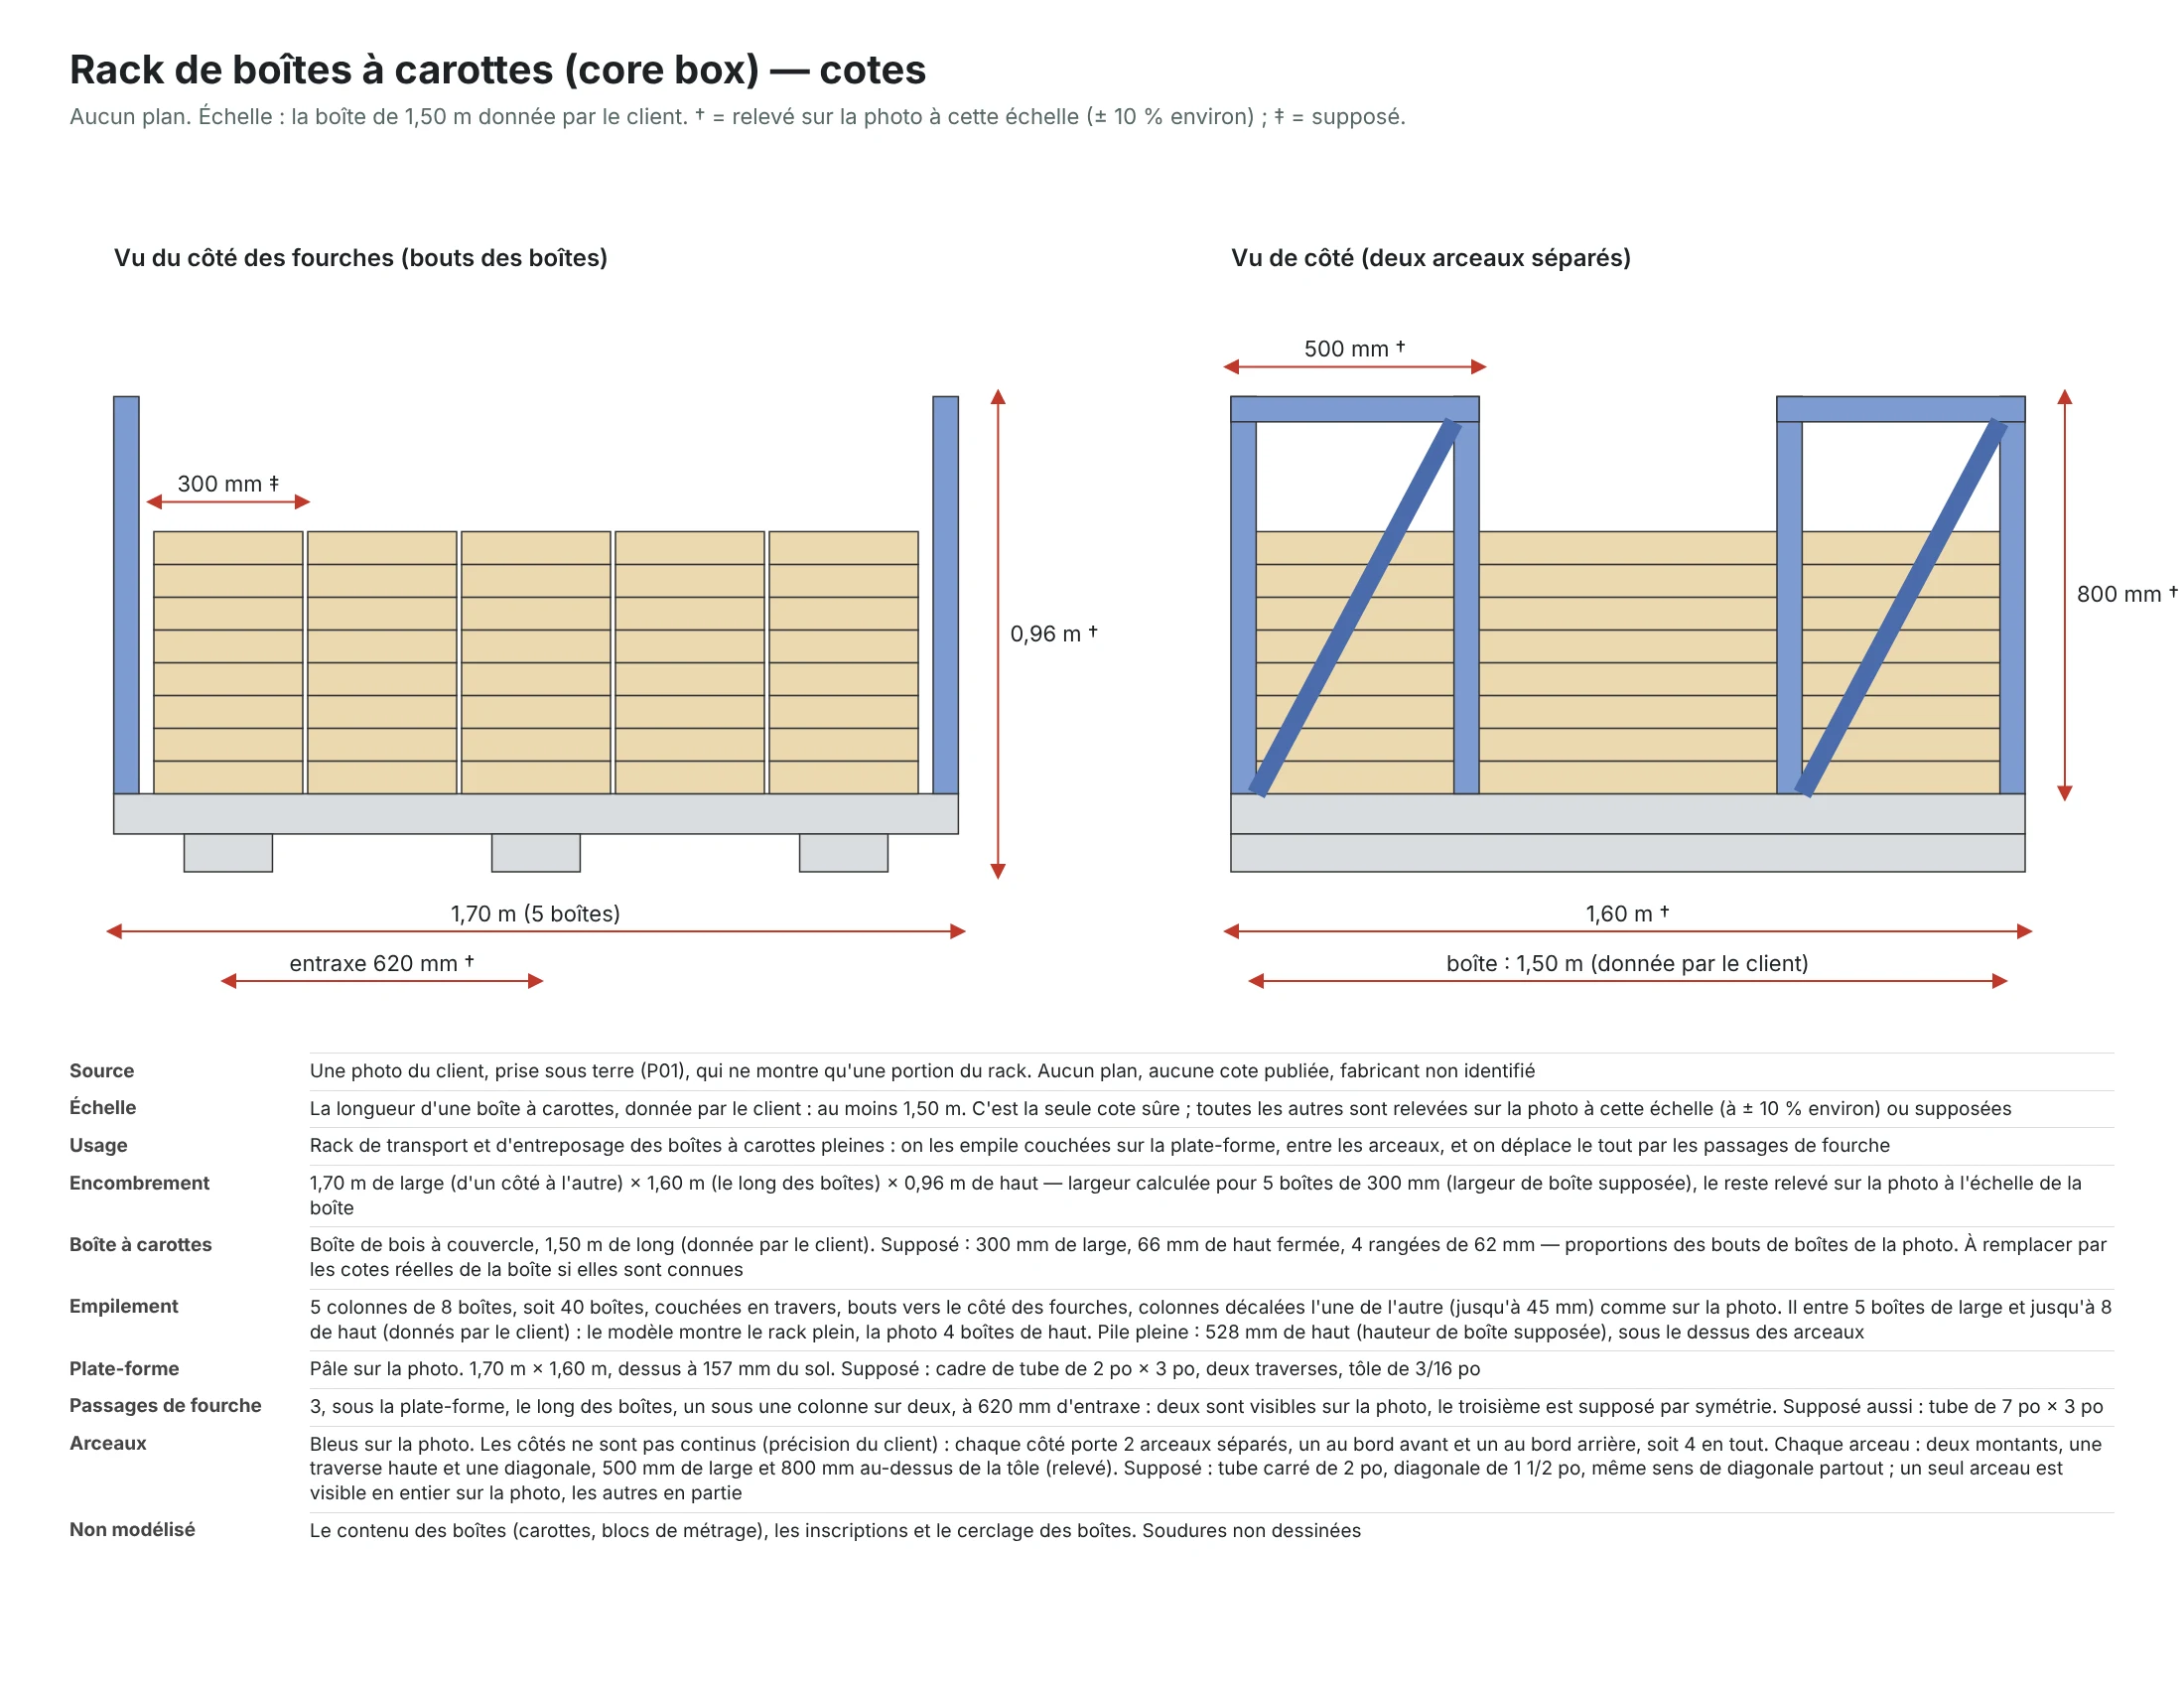 Rack de boîtes à carottes (core box) — cotes
Aucun plan. Échelle : la boîte de 1,50 m donnée par le client. † = relevé sur la photo à cette échelle (± 10 % environ) ; ‡ = supposé.
Vu du côté des fourches (bouts des boîtes)
300 mm ‡
0,96 m †
1,70 m (5 boîtes)
entraxe 620 mm †
Vu de côté (deux arceaux séparés)
500 mm †
800 mm †
1,60 m †
boîte : 1,50 m (donnée par le client)
Source
Une photo du client, prise sous terre (P01), qui ne montre qu'une portion du rack. Aucun plan, aucune cote publiée, fabricant non identifié
Échelle
La longueur d'une boîte à carottes, donnée par le client : au moins 1,50 m. C'est la seule cote sûre ; toutes les autres sont relevées sur la photo à cette échelle (à ± 10 % environ) ou supposées
Usage
Rack de transport et d'entreposage des boîtes à carottes pleines : on les empile couchées sur la plate-forme, entre les arceaux, et on déplace le tout par les passages de fourche
Encombrement
1,70 m de large (d'un côté à l'autre) × 1,60 m (le long des boîtes) × 0,96 m de haut — largeur calculée pour 5 boîtes de 300 mm (largeur de boîte supposée), le reste relevé sur la photo à l'échelle de la
boîte
Boîte à carottes
Boîte de bois à couvercle, 1,50 m de long (donnée par le client). Supposé : 300 mm de large, 66 mm de haut fermée, 4 rangées de 62 mm — proportions des bouts de boîtes de la photo. À remplacer par
les cotes réelles de la boîte si elles sont connues
Empilement
5 colonnes de 8 boîtes, soit 40 boîtes, couchées en travers, bouts vers le côté des fourches, colonnes décalées l'une de l'autre (jusqu'à 45 mm) comme sur la photo. Il entre 5 boîtes de large et jusqu'à 8
de haut (donnés par le client) : le modèle montre le rack plein, la photo 4 boîtes de haut. Pile pleine : 528 mm de haut (hauteur de boîte supposée), sous le dessus des arceaux
Plate-forme
Pâle sur la photo. 1,70 m × 1,60 m, dessus à 157 mm du sol. Supposé : cadre de tube de 2 po × 3 po, deux traverses, tôle de 3/16 po
Passages de fourche
3, sous la plate-forme, le long des boîtes, un sous une colonne sur deux, à 620 mm d'entraxe : deux sont visibles sur la photo, le troisième est supposé par symétrie. Supposé aussi : tube de 7 po × 3 po
Arceaux
Bleus sur la photo. Les côtés ne sont pas continus (précision du client) : chaque côté porte 2 arceaux séparés, un au bord avant et un au bord arrière, soit 4 en tout. Chaque arceau : deux montants, une
traverse haute et une diagonale, 500 mm de large et 800 mm au-dessus de la tôle (relevé). Supposé : tube carré de 2 po, diagonale de 1 1/2 po, même sens de diagonale partout ; un seul arceau est
visible en entier sur la photo, les autres en partie
Non modélisé
Le contenu des boîtes (carottes, blocs de métrage), les inscriptions et le cerclage des boîtes. Soudures non dessinées